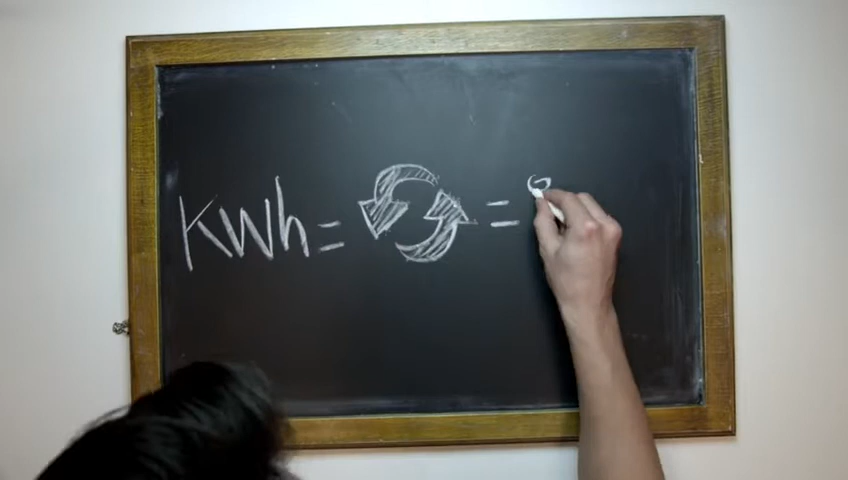 KWh = =